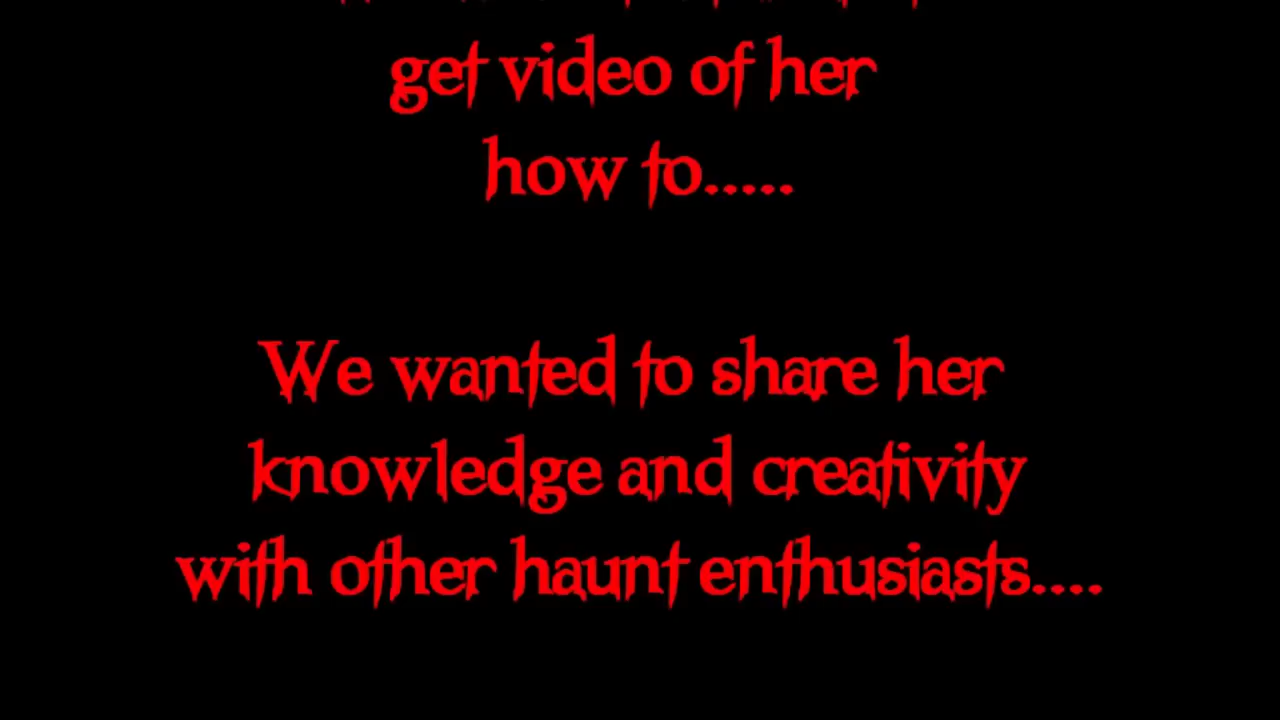 get video of her
how to.....
We wanted to share her
knowledge and creativity
with other haunt enthusiasts....